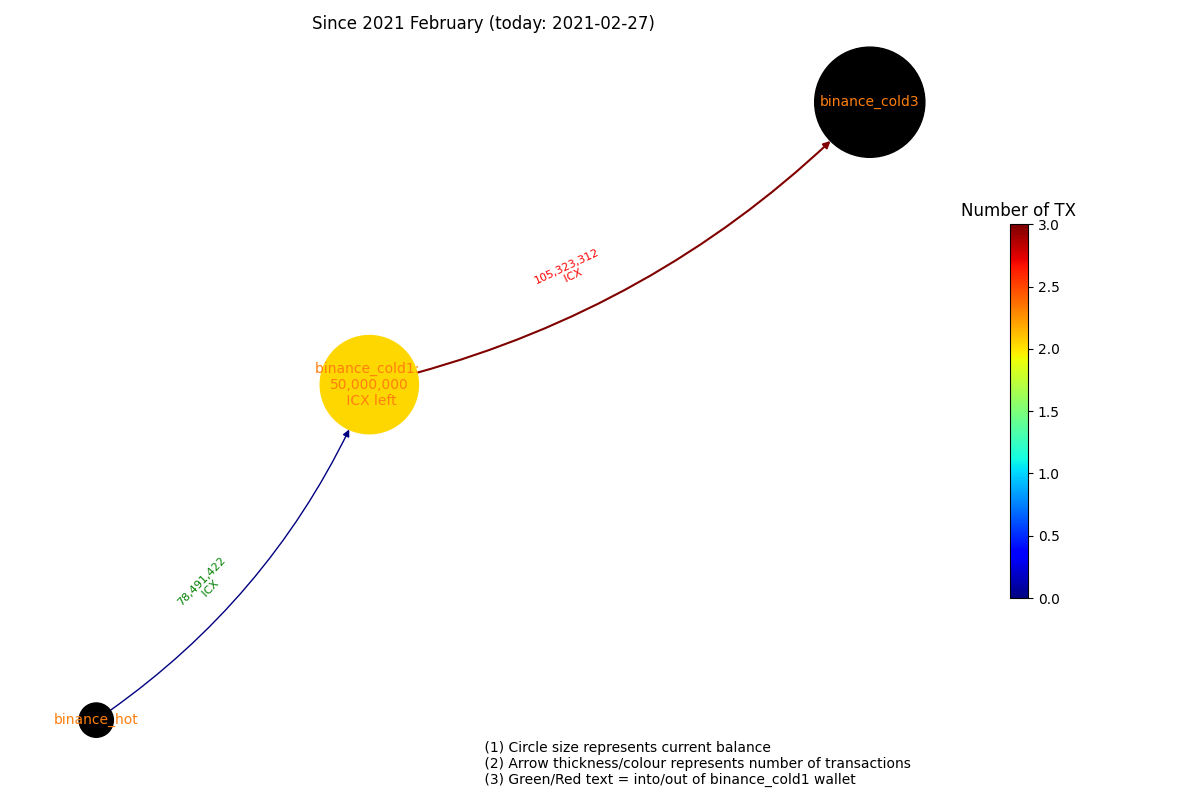 Since 2021 February (today: 2021-02-27)
binance_cold3
Number of TX
3.0
2.5
2.0
1.5
1.0
0.5
0.0
105,323,312
ICX
binance_cold1:
50,000,000
ICX left
78,491,422
ICX
binance_hot
(1) Circle size represents current balance
(2) Arrow thickness/colour represents number of transactions
(3) Green/Red text = into/out of binance_cold1 wallet